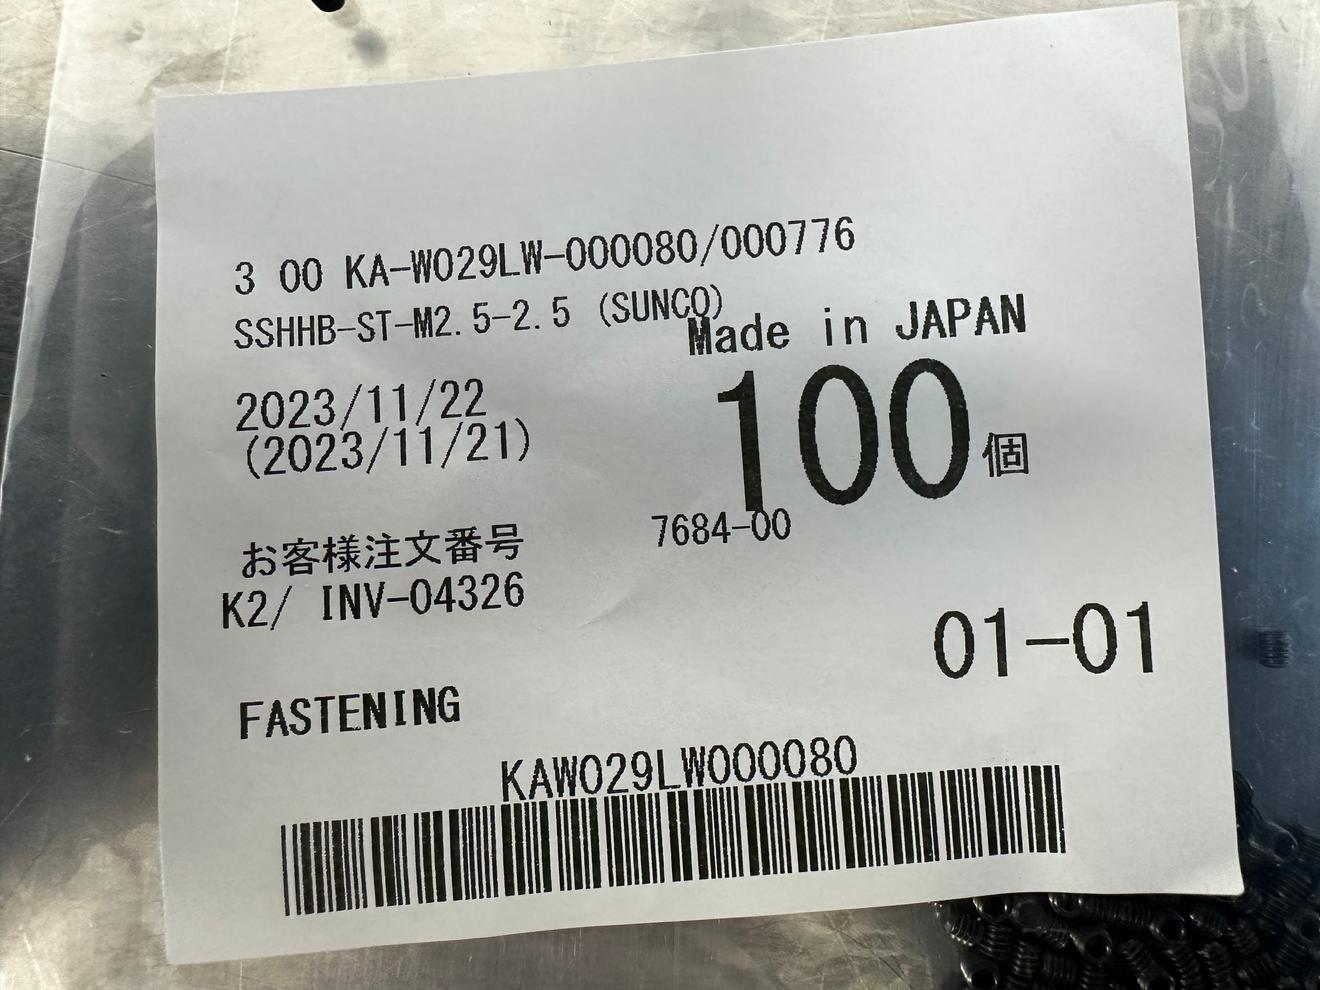 3 00 KA-W029LW-000080/000776
SSHHB-ST-M2.5-2.5 (SUNCO)
Made in JAPAN
2023/11/22
(2023/11/21)
100個
7684-00
お客様注文番号
K2/ INV-04326
01-01
FASTENING
KAW029LW000080